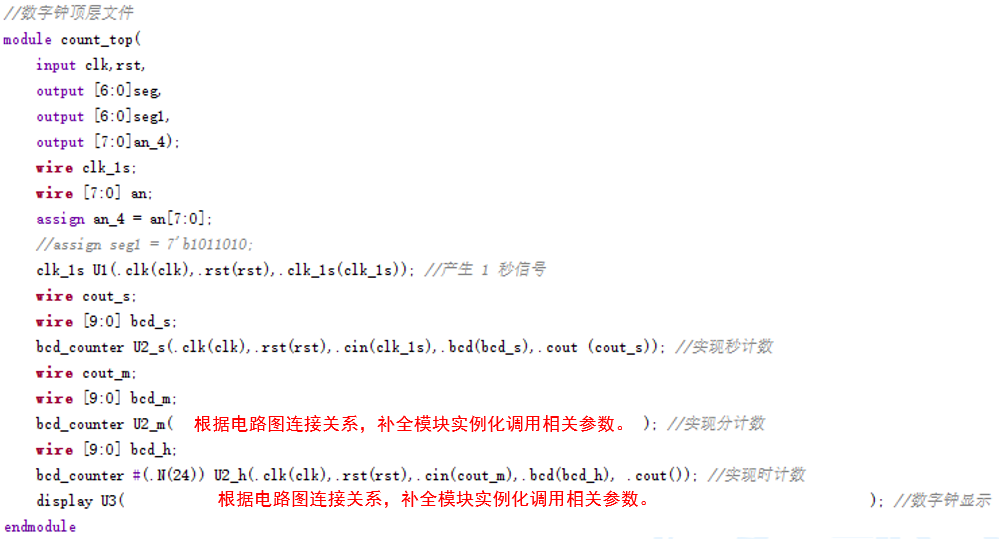 //数字钟顶层文件
module count_top(
input clk,rst,
output [6:0]seg,
output [6:0]seg1,
output [7:0]an_4);
wire clk_1s;
wire [7:0] an;
assign an_4 = an[7:0];
//assign seg1 = 7'b1011010;
clk_1s U1(.clk(clk),.rst(rst),.clk_1s(clk_1s)); //产生 1 秒信号
wire cout_s;
wire [9:0] bcd_s;
bcd_counter U2_s(.clk(clk),.rst(rst),.cin(clk_1s),.bcd(bcd_s),.cout (cout_s)); //实现秒计数
wire cout_m;
wire [9:0] bcd_m;
bcd_counter U2_m( 根据电路图连接关系，补全模块实例化调用相关参数。 ); //实现分计数
wire [9:0] bcd_h;
bcd_counter #(.N(24)) U2_h(.clk(clk),.rst(rst),.cin(cout_m),.bcd(bcd_h), .cout()); //实现时计数
display U3( 根据电路图连接关系，补全模块实例化调用相关参数。 ); //数字钟显示
endmodule